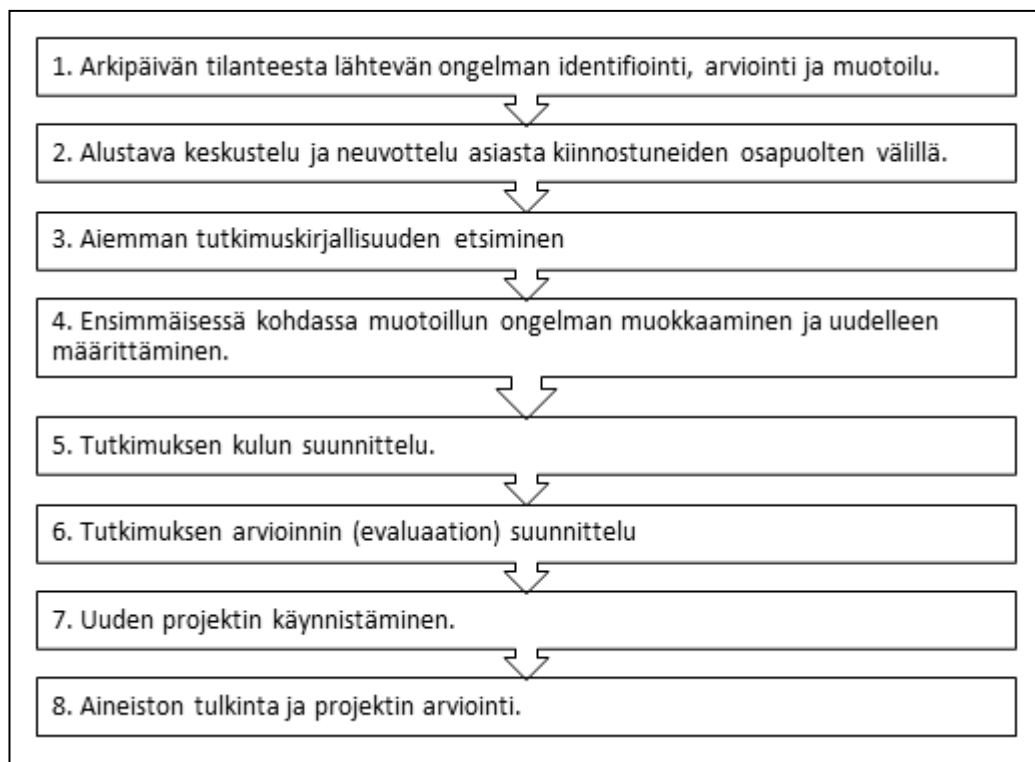 1. Arkipäivän tilanteesta lähtevän ongelman identifiointi, arviointi ja muotoilu.
2. Alustava keskustelu ja neuvottelu asiasta kiinnostuneiden osapuolten välillä.
3. Aiemman tutkimuskirjallisuuden etsiminen
4. Ensimmäisessä kohdassa muotoillun ongelman muokkaaminen ja uudelleen
määrittäminen.
5. Tutkimuksen kulun suunnittelu.
6. Tutkimuksen arvioinnin (evaluaation) suunnittelu
7. Uuden projektin käynnistäminen.
8. Aineiston tulkinta ja projektin arviointi.